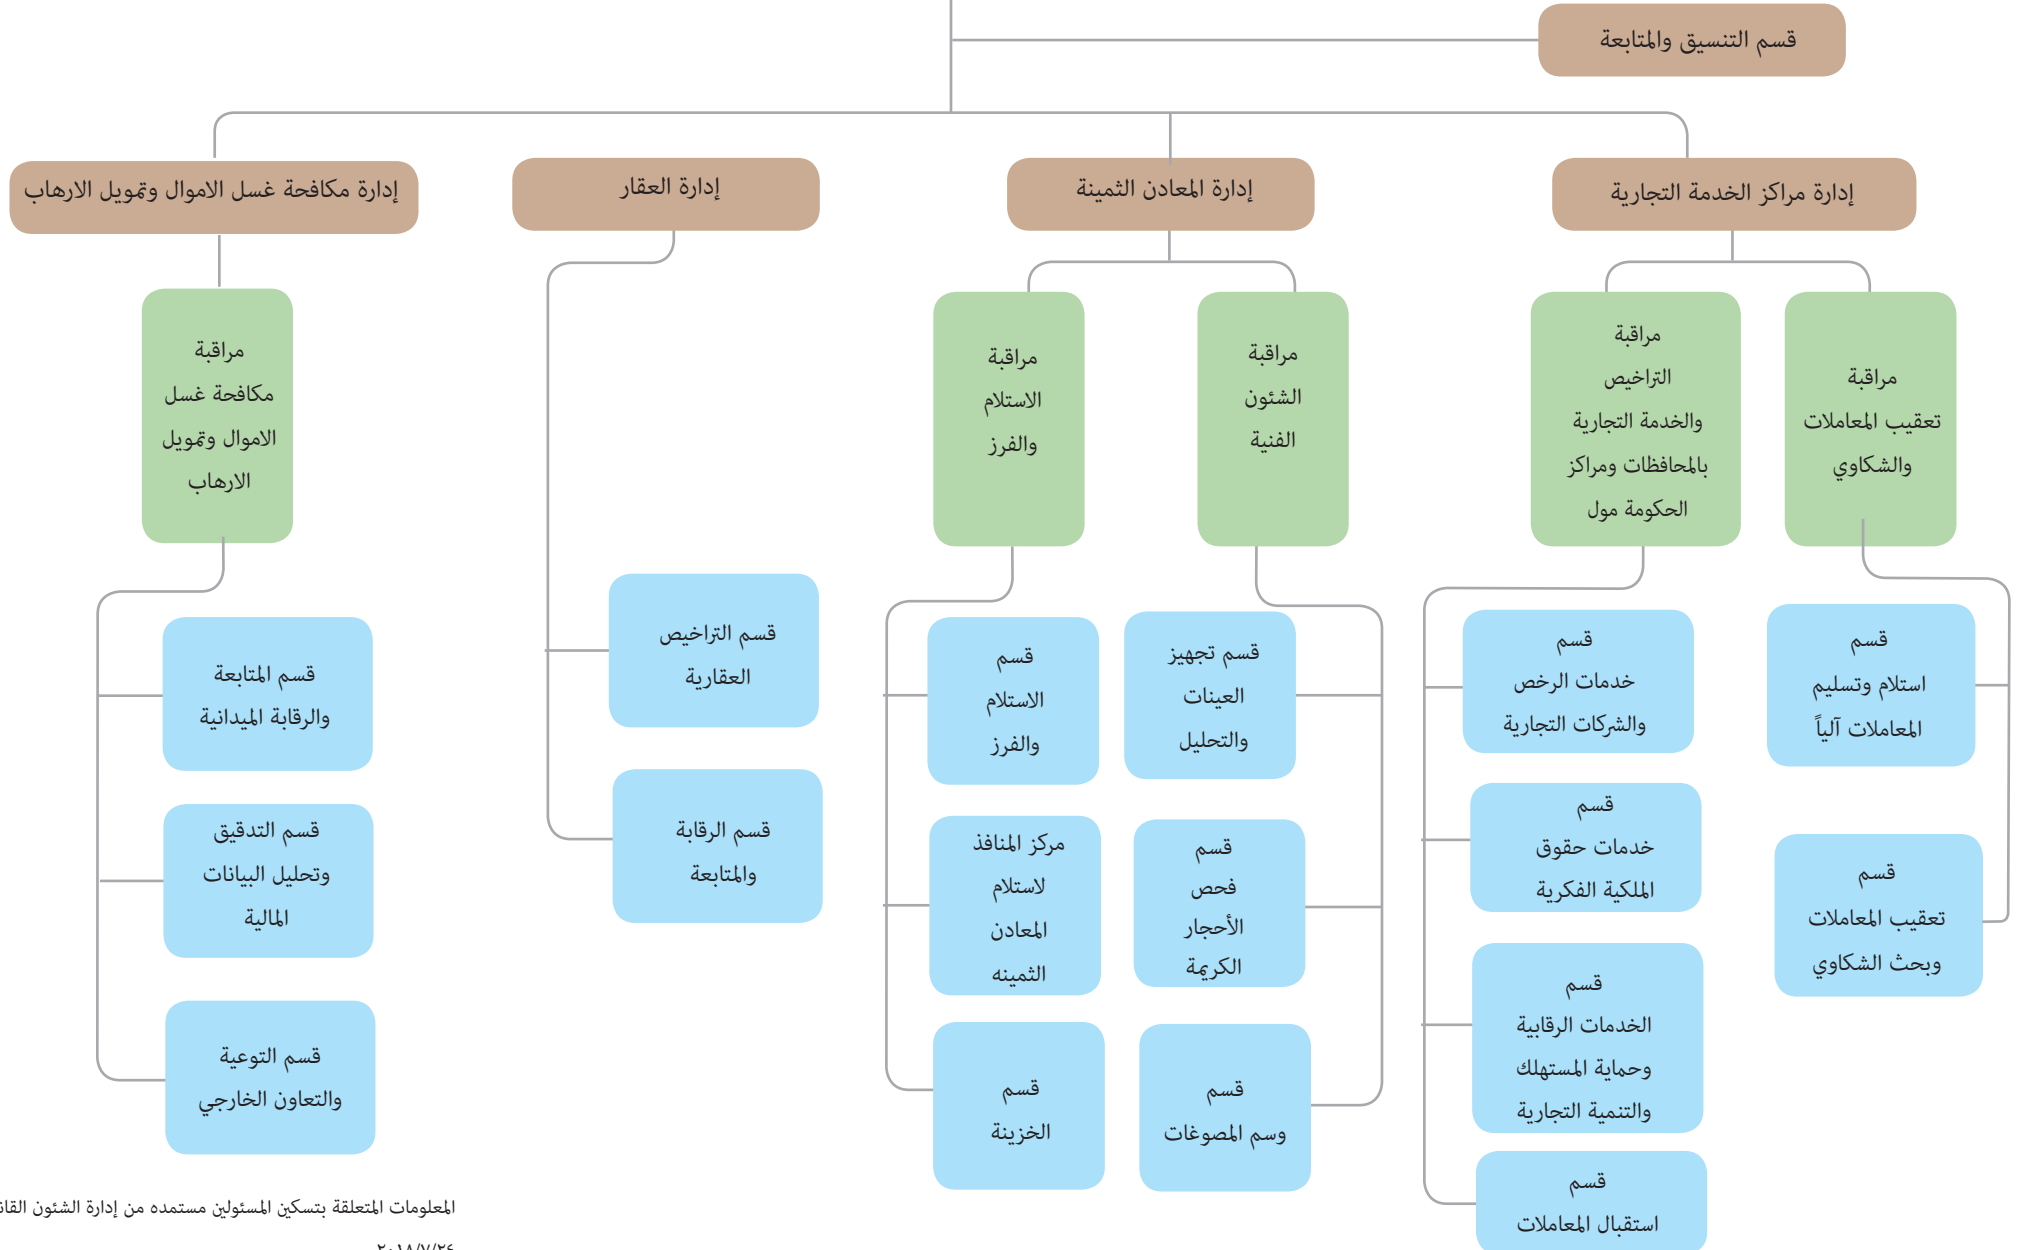 قسم التنسيق والمتابعة
إدارة مراكز الخدمة التجارية
إدارة المعادن الثمينة
إدارة العقار
إدارة مكافحة غسل الاموال وتمويل الارهاب
مراقبة
تعقيب المعاملات
والشكاوي
مراقبة
التراخيص
والخدمة التجارية
بالمحافظات ومراكز
الحكومة مول
مراقبة
الشئون
الفنية
مراقبة
الاستلام
والفرز
مراقبة
مكافحة غسل
الاموال وتمويل
الارهاب
قسم
استلام وتسليم
المعاملات آلياً
قسم
تعقيب المعاملات
وبحث الشكاوي
قسم
خدمات الرخص
والشركات التجارية
قسم
خدمات حقوق
الملكية الفكرية
قسم
الخدمات الرقابية
وحماية المستهلك
والتنمية التجارية
قسم
استقبال المعاملات
قسم تجهيز
العينات
والتحليل
قسم
فحص
الأحجار
الكريمة
قسم
وسم المصوغات
قسم
الاستلام
والفرز
مركز المنافذ
لاستلام
المعادن
الثمينه
قسم
الخزينة
قسم التراخيص
العقارية
قسم الرقابة
والمتابعة
قسم المتابعة
والرقابة الميدانية
قسم التدقيق
وتحليل البيانات
المالية
قسم التوعية
والتعاون الخارجي
المعلومات المتعلقة بتسكين المسئولين مستمده من إدارة الشئون
٢٠١٨/٧/٢٤